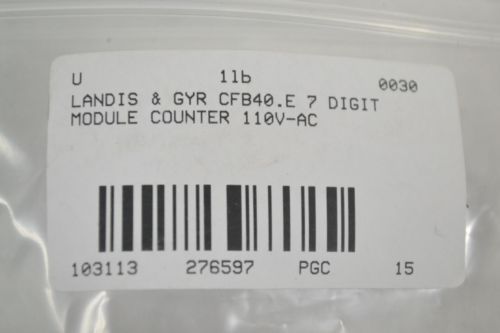 U 1lb 0030
LANDIS & GYR CFB40.E 7 DIGIT
MODULE COUNTER 110V-AC
103113 276597 PGC 15